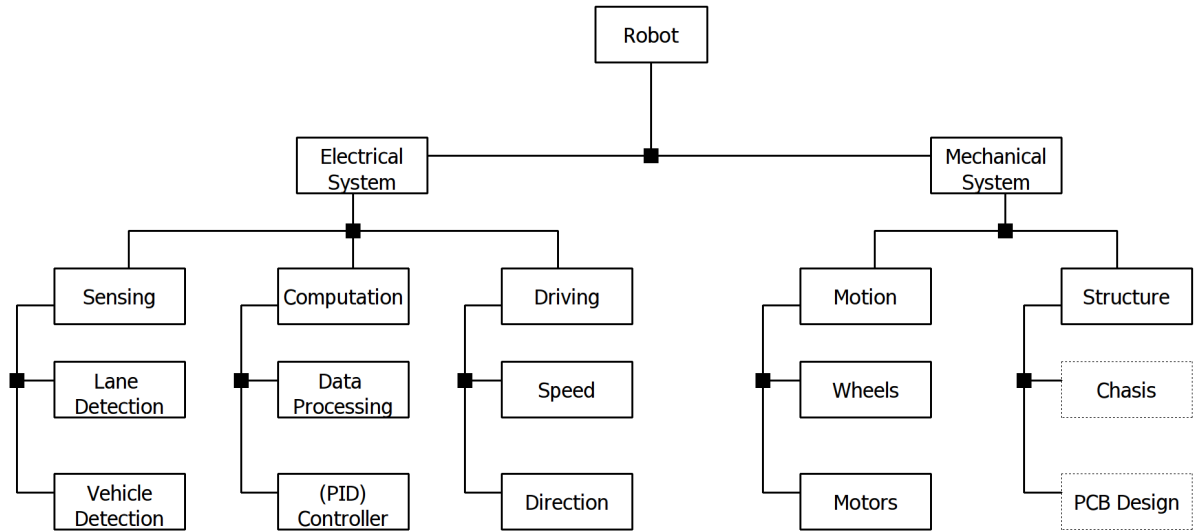 Robot
Electrical
System
Mechanical
System
Sensing
Computation
Driving
Motion
Structure
Lane
Detection
Data
Processing
Speed
Wheels
Chasis
Vehicle
Detection
(PID)
Controller
Direction
Motors
PCB Design